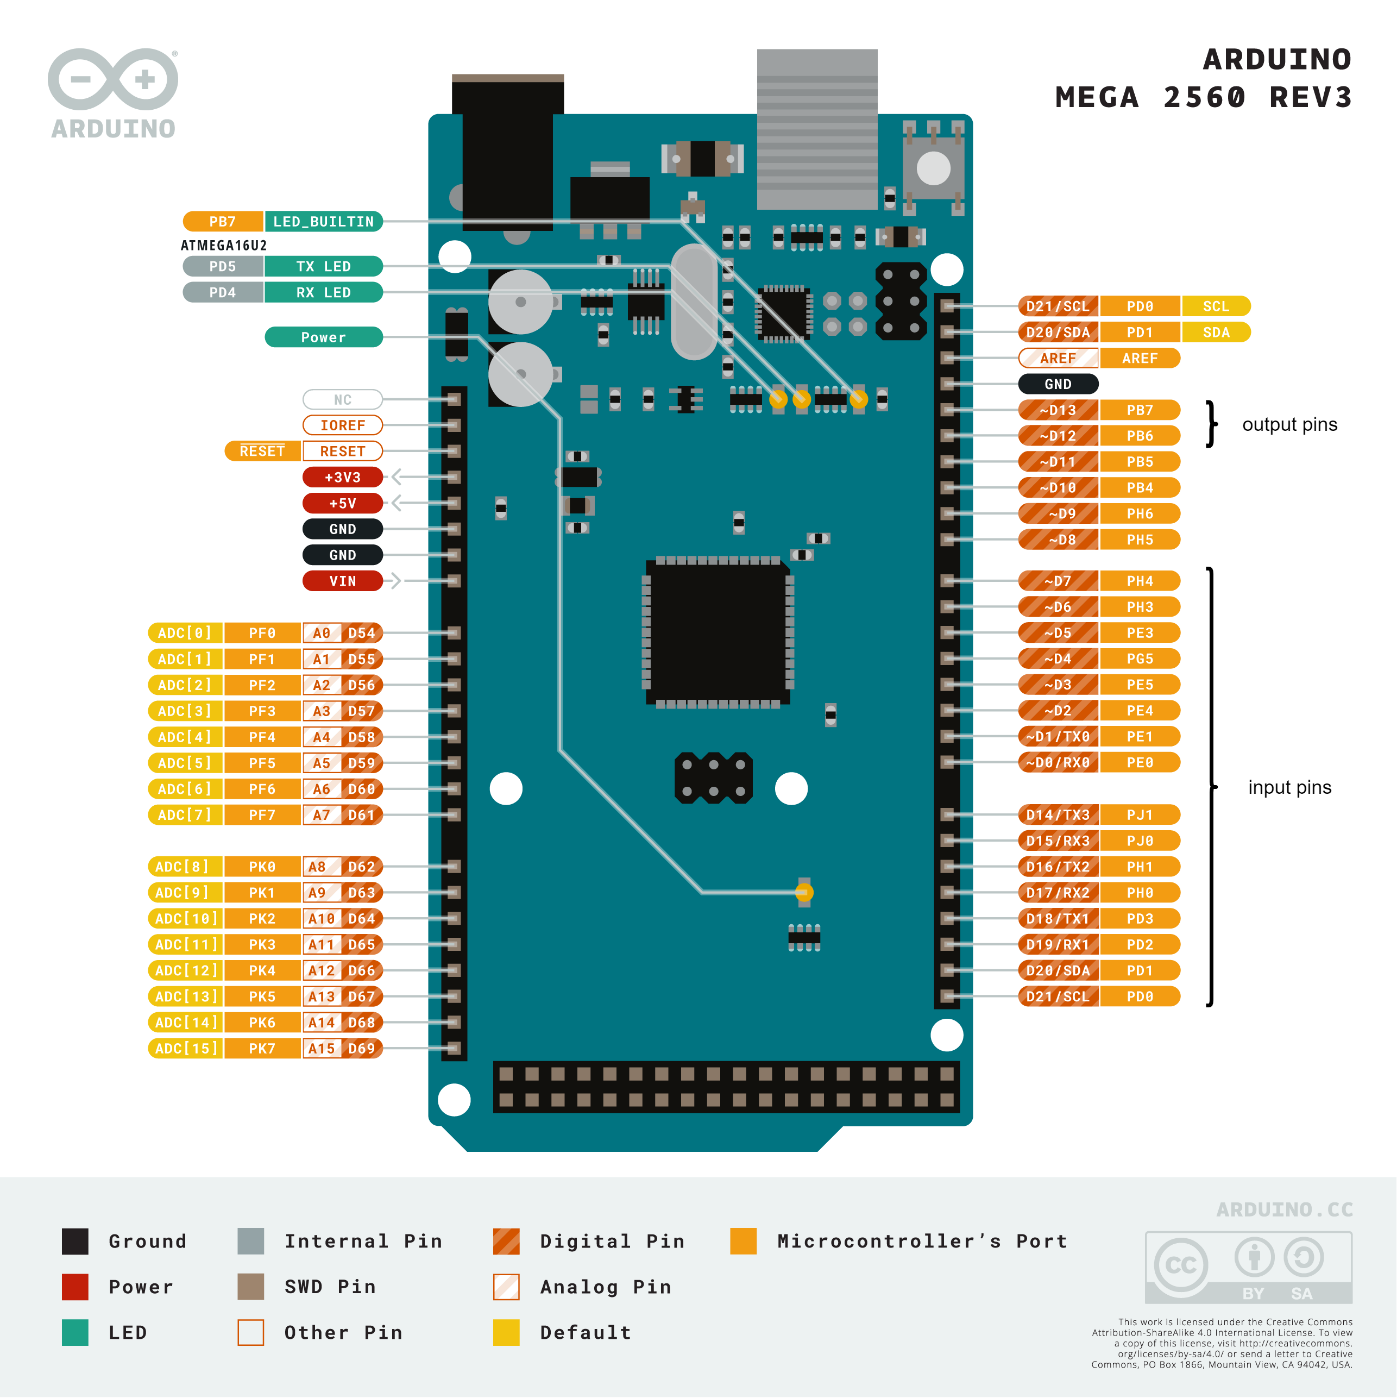 ARDUINO
MEGA 2560 REV3
®
ARDUINO
PB7 LED_BUILTIN
ATMEGA16U2
PD5 TX LED
PD4 RX LED
Power
NC
IOREF
RESET RESET
+3V3
+5V
GND
GND
VIN
ADC[0] PF0 A0 D54
ADC[1] PF1 A1 D55
ADC[2] PF2 A2 D56
ADC[3] PF3 A3 D57
ADC[4] PF4 A4 D58
ADC[5] PF5 A5 D59
ADC[6] PF6 A6 D60
ADC[7] PF7 A7 D61
ADC[8] PK0 A8 D62
ADC[9] PK1 A9 D63
ADC[10] PK2 A10 D64
ADC[11] PK3 A11 D65
ADC[12] PK4 A12 D66
ADC[13] PK5 A13 D67
ADC[14] PK6 A14 D68
ADC[15] PK7 A15 D69
D21/SCL PD0 SCL
D20/SDA PD1 SDA
AREF AREF
GND
~D13 PB7
~D12 PB6
output pins
~D11 PB5
~D10 PB4
~D9 PH6
~D8 PH5
~D7 PH4
~D6 PH3
~D5 PE3
~D4 PG5
~D3 PE5
~D2 PE4
~D1/TX0 PE1
~D0/RX0 PE0
input pins
D14/TX3 PJ1
D15/RX3 PJ0
D16/TX2 PH1
D17/RX2 PH0
D18/TX1 PD3
D19/RX1 PD2
D20/SDA PD1
D21/SCL PD0
Ground
Power
LED
Internal Pin
SWD Pin
Other Pin
Digital Pin
Analog Pin
Default
Microcontroller’s Port
ARDUINO.CC
cc
BY SA
This work is licensed under the Creative Commons
Attribution-ShareAlike 4.0 International License. To view
a copy of this license, visit http://creativecommons.
org/licenses/by-sa/4.0/ or send a letter to Creative
Commons, PO Box 1866, Mountain View, CA 94042, USA.